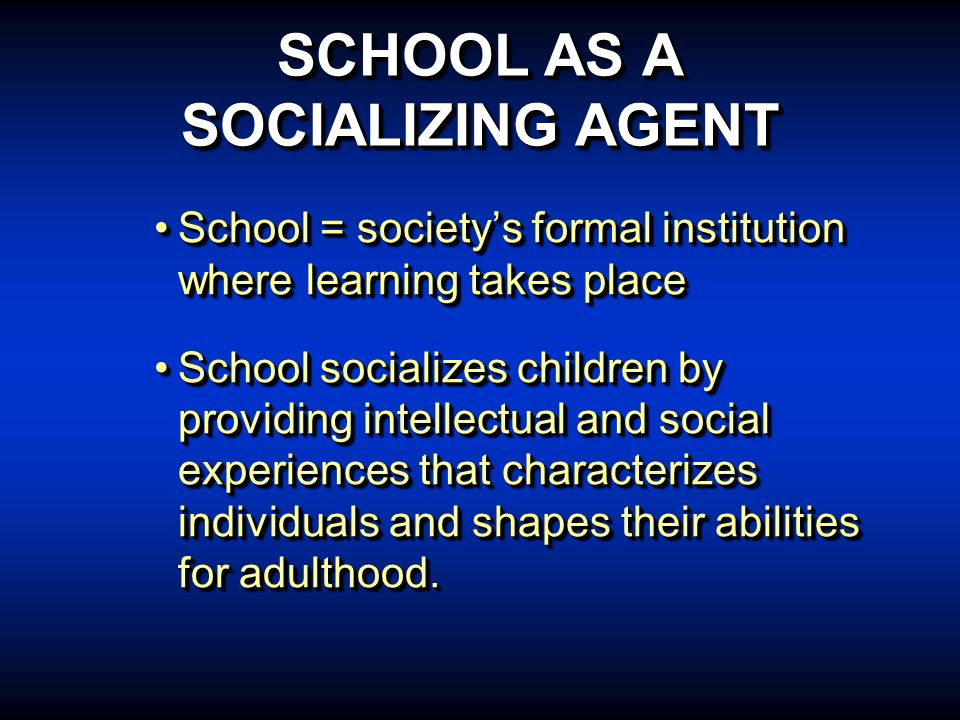 SCHOOL AS A
SOCIALIZING AGENT
• School = society’s formal institution
where learning takes place
• School socializes children by
providing intellectual and social
experiences that characterizes
individuals and shapes their abilities
for adulthood.